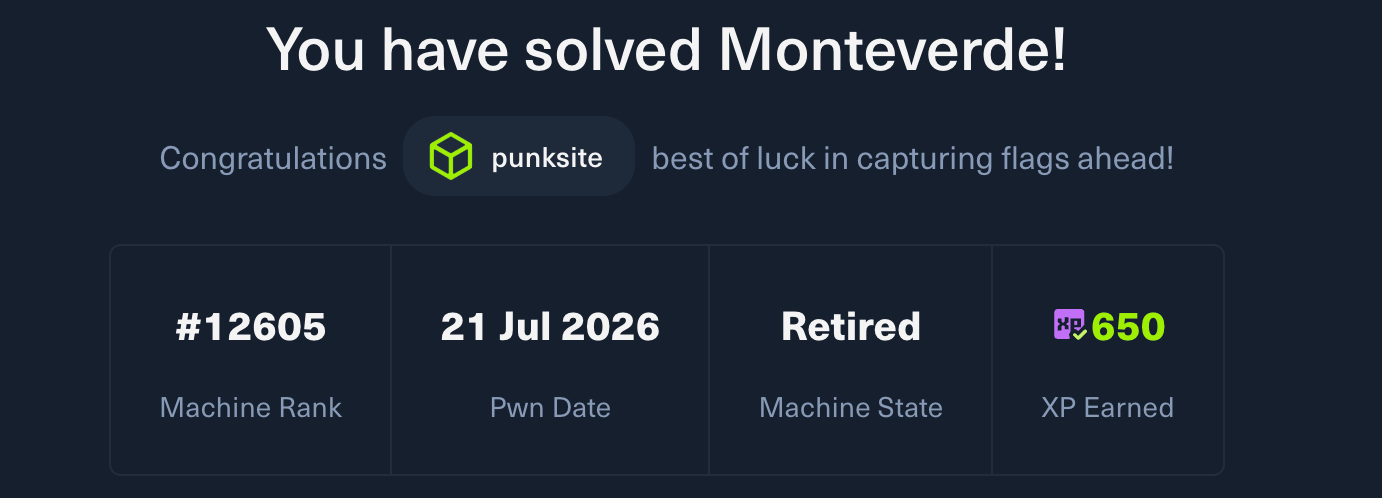 You have solved Monteverde!
Congratulations punksite best of luck in capturing flags ahead!
#12605 21 Jul 2026 Retired xp 650
Machine Rank Pwn Date Machine State XP Earned